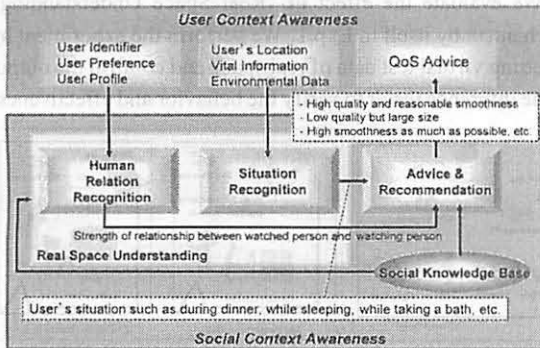 User Context Awareness
User Identifier
User Preference
User Profile
User's Location
Vital Information
Environmental Data
QoS Advice
- High quality and reasonable smoothness
- Low quality but large size
- High smoothness as much as possible, etc.
Human
Relation
Recognition
Situation
Recognition
Advice &
Recommendation
Strength of relationship between watched person and watching person
Real Space Understanding
Social Knowledge Base
User's situation such as during dinner, while sleeping, while taking a bath, etc.
Social Context Awareness